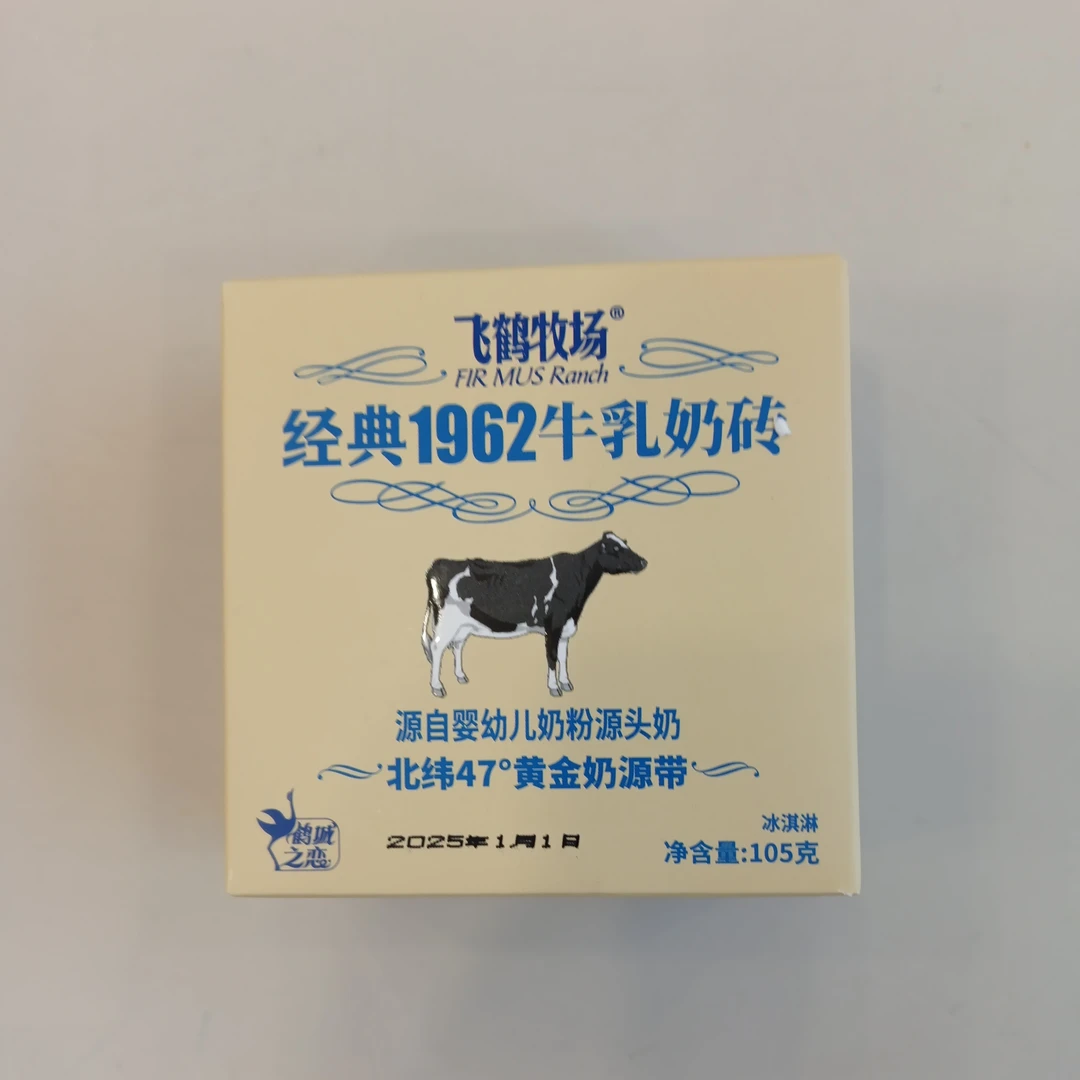 飞鹤牧场®
FIRMUS Ranch
经典1962牛乳奶砖
源自婴幼儿奶粉源头奶
北纬47°黄金奶源带
鹤城
之恋
2025年1月1日
冰淇淋
净含量:105克